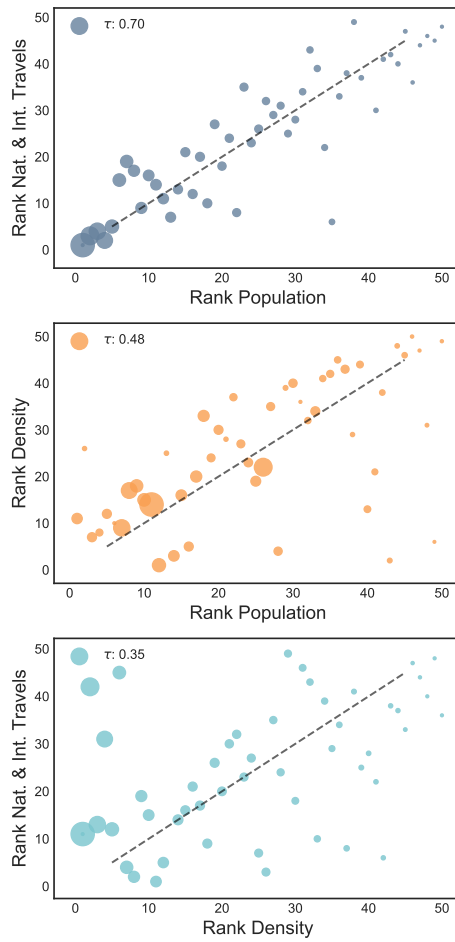 50
40
30
20
10
0
Rank Nat. & Int. Travels
τ: 0.70
0 10 20 30 40 50
Rank Population
50
40
30
20
10
0
Rank Density
τ: 0.48
0 10 20 30 40 50
Rank Population
50
40
30
20
10
0
Rank Nat. & Int. Travels
τ: 0.35
0 10 20 30 40 50
Rank Density